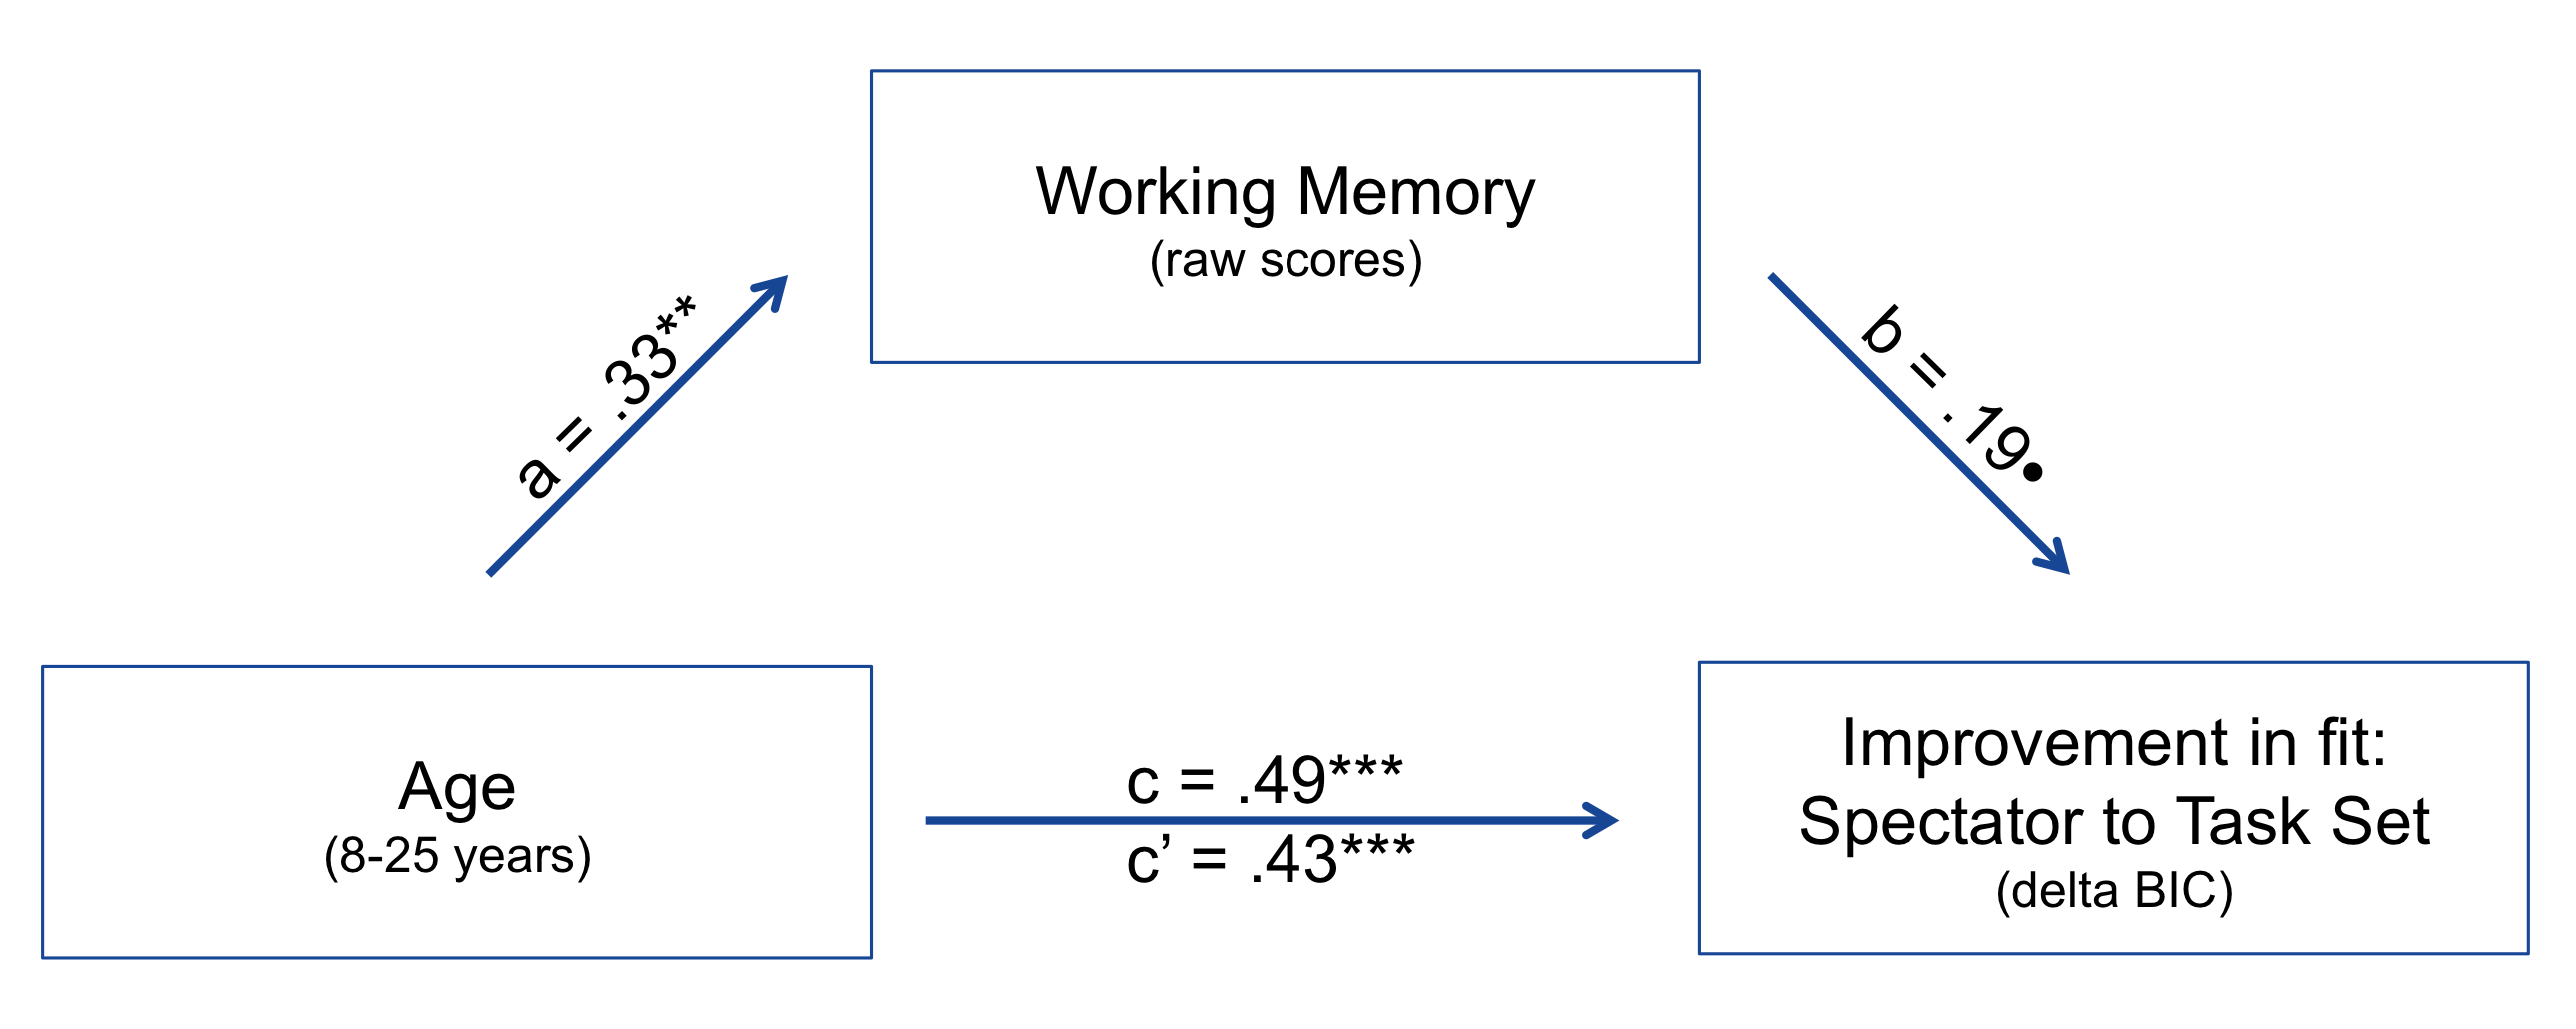 Working Memory
(raw scores)
a = .33**
b = .19•
Age
(8-25 years)
c = .49***
c’ = .43***
Improvement in fit:
Spectator to Task Set
(delta BIC)